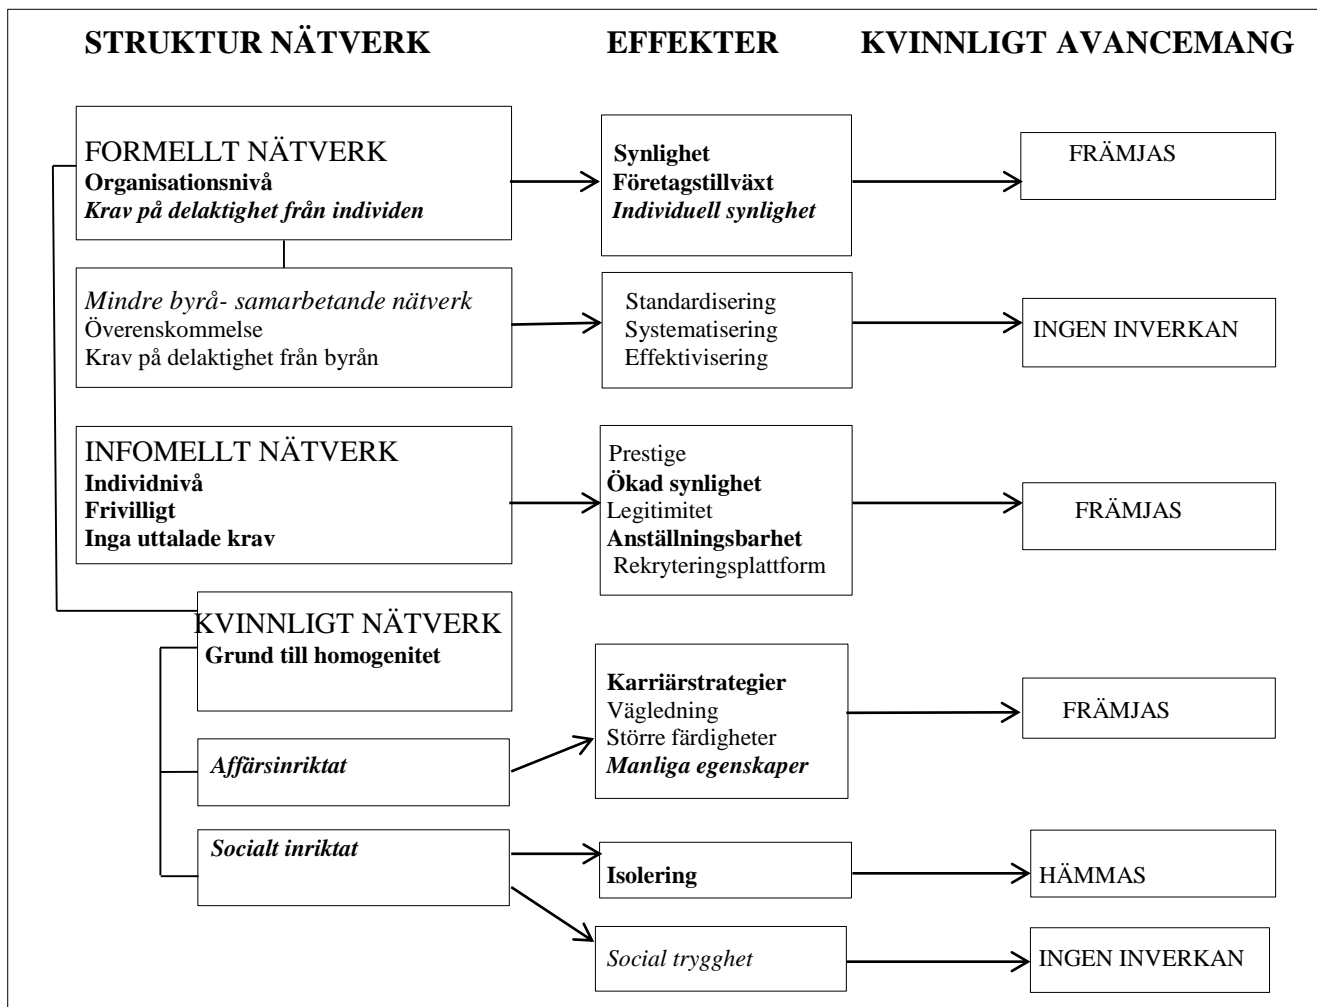 STRUKTUR NÄTVERK
EFFEKTER
KVINNLIGT AVANCEMANG
FORMELLT NÄTVERK
Organisationsnivå
Krav på delaktighet från individen
Synlighet
Företagstillväxt
Individuell synlighet
FRÄMJAS
Mindre byrå- samarbetande nätverk
Överenskommelse
Krav på delaktighet från byrån
Standardisering
Systematisering
Effektivisering
INGEN INVERKAN
INFOMELLT NÄTVERK
Individnivå
Frivilligt
Inga uttalade krav
Prestige
Ökad synlighet
Legitimitet
Anställningsbarhet
Rekryteringsplattform
FRÄMJAS
KVINNLIGT NÄTVERK
Grund till homogenitet
Affärsinriktat
Karriärstrategier
Vägledning
Större färdigheter
Manliga egenskaper
FRÄMJAS
Socialt inriktat
Isolering
HÄMMAS
Social trygghet
INGEN INVERKAN